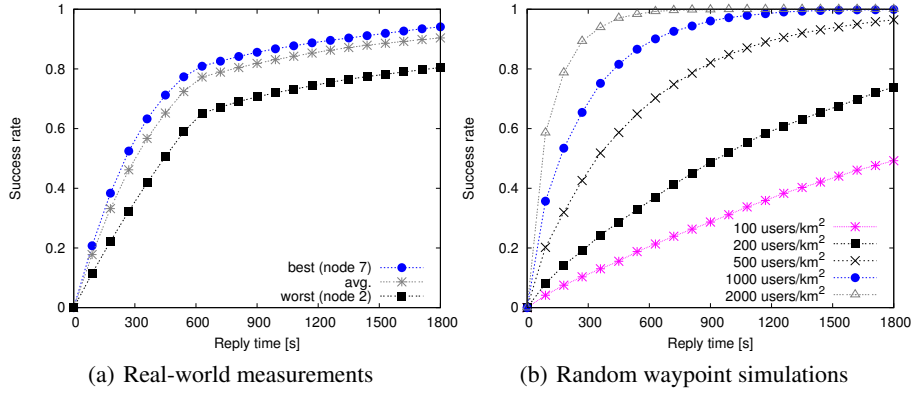 Success rate
1
0.8
0.6
0.4
0.2
0
0 300 600 900 1200 1500 1800
Reply time [s]
best (node 7)
avg.
worst (node 2)
(a) Real-world measurements
Success rate
1
0.8
0.6
0.4
0.2
0
0 300 600 900 1200 1500 1800
Reply time [s]
100 users/km²
200 users/km²
500 users/km²
1000 users/km²
2000 users/km²
(b) Random waypoint simulations